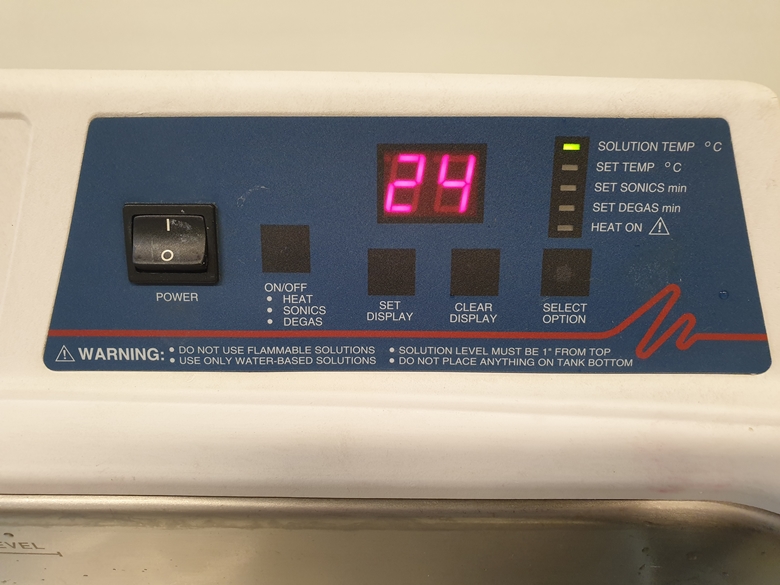 24
SOLUTION TEMP °C
SET TEMP °C
SET SONICS min
SET DEGAS min
HEAT ON
I
O
POWER
ON/OFF
• HEAT
• SONICS
• DEGAS
SET
DISPLAY
CLEAR
DISPLAY
SELECT
OPTION
WARNING:
• DO NOT USE FLAMMABLE SOLUTIONS
• USE ONLY WATER-BASED SOLUTIONS
• SOLUTION LEVEL MUST BE 1" FROM TOP
• DO NOT PLACE ANYTHING ON TANK BOTTOM
EVEL